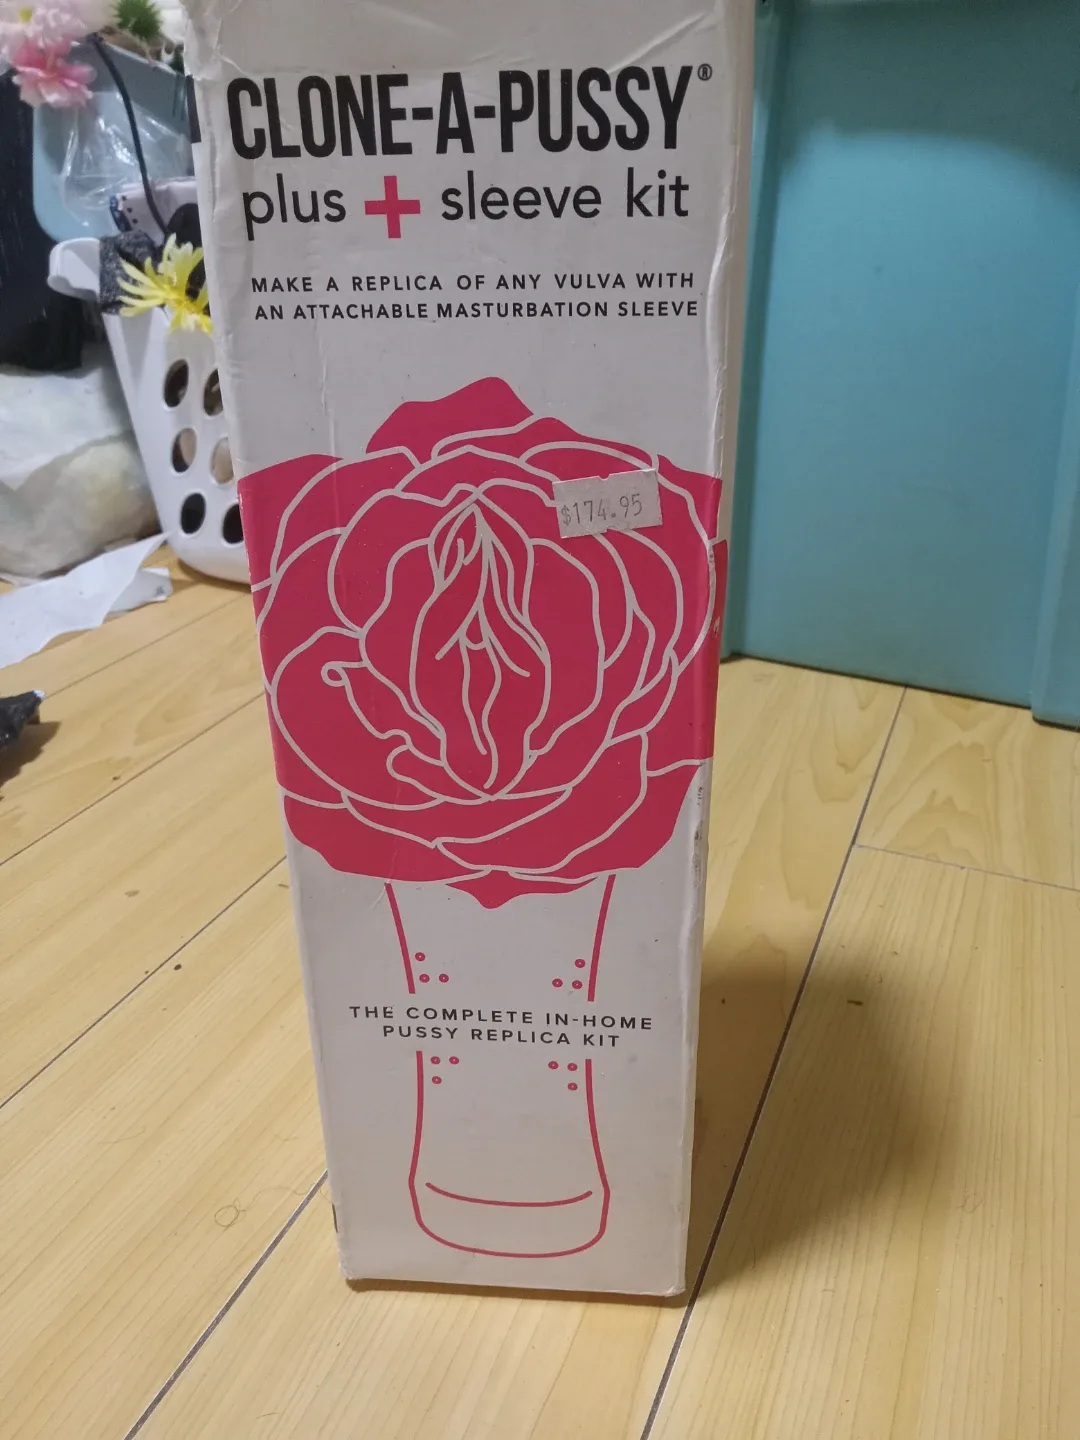 CLONE-A-PUSSY®
plus + sleeve kit
MAKE A REPLICA OF ANY VULVA WITH
AN ATTACHABLE MASTURBATION SLEEVE
$174.95
THE COMPLETE IN-HOME
PUSSY REPLICA KIT